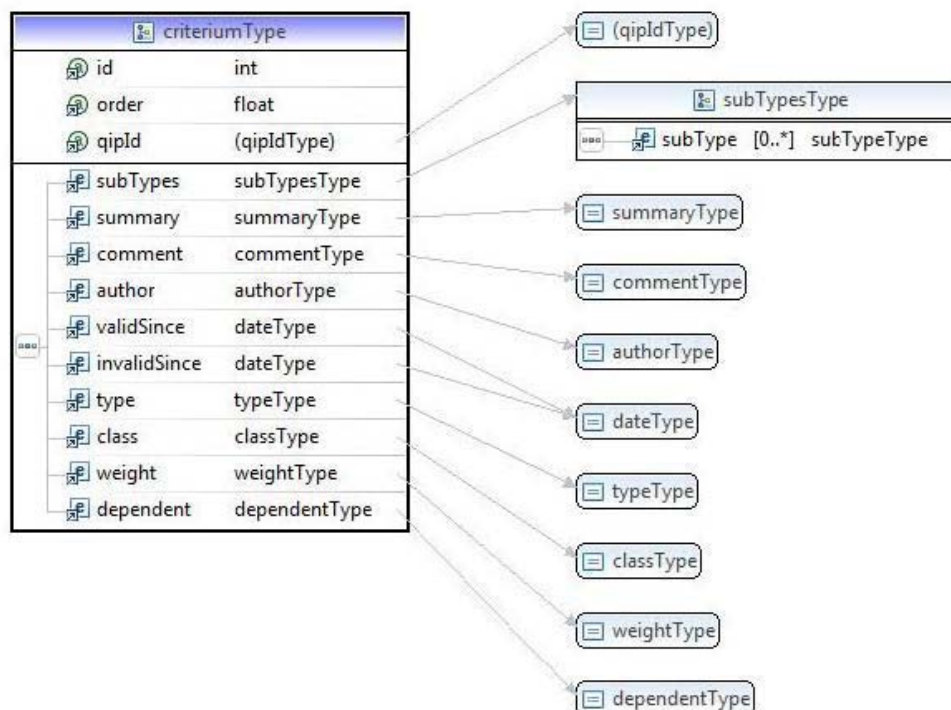 criteriumType
id int
order float
qipId (qipIdType)
subTypes subTypesType
summary summaryType
comment commentType
author authorType
validSince dateType
invalidSince dateType
type typeType
class classType
weight weightType
dependent dependentType
(qipIdType)
subTypesType
subType [0..*] subTypeType
summaryType
commentType
authorType
dateType
typeType
classType
weightType
dependentType